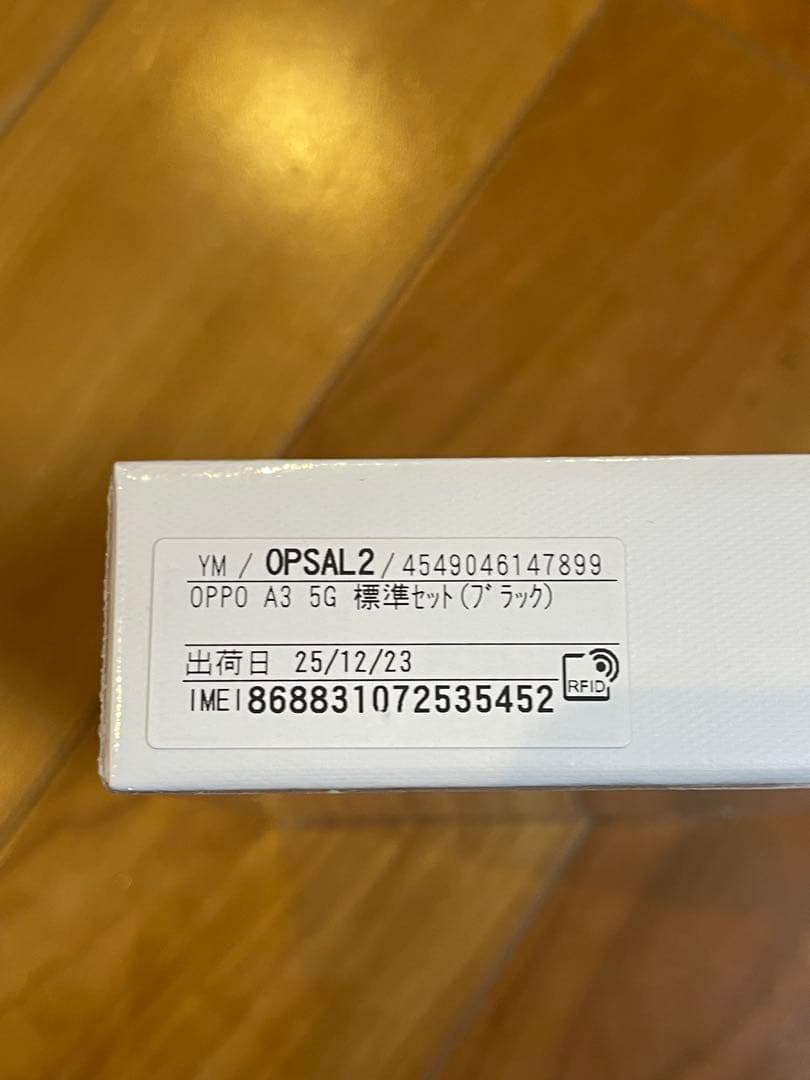 YM / OPSAL2 / 4549046147899
OPPO A3 5G 標準ｾｯﾄ(ﾌﾞﾗｯｸ)
出荷日 25/12/23
IMEI 868831072535452
RFID